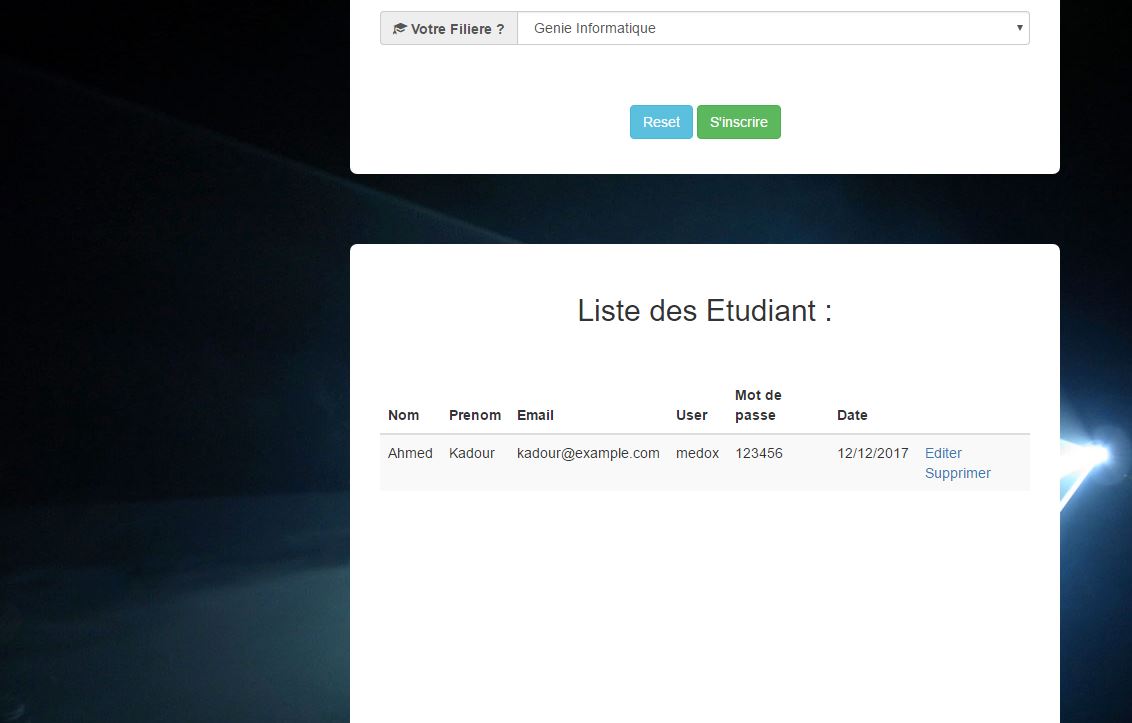 Votre Filiere ? Genie Informatique
Reset S'inscrire
Liste des Etudiant :
Nom Prenom Email User Mot de passe Date
Ahmed Kadour kadour@example.com medox 123456 12/12/2017 Editer
Supprimer